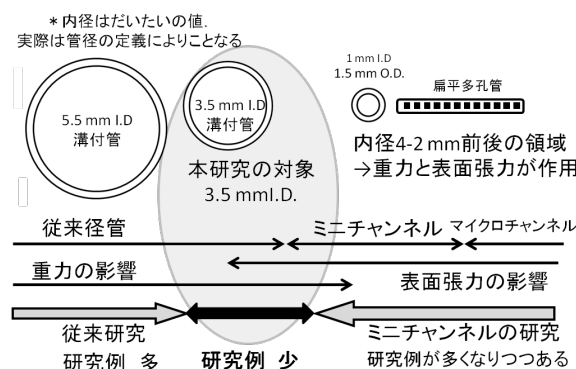 ＊内径はだいたいの値.
実際は管径の定義によりことなる
5.5 mm I.D
溝付管
3.5 mm I.D
溝付管
1 mm I.D
1.5 mm O.D.
扁平多孔管
内径4-2 mm前後の領域
→重力と表面張力が作用
本研究の対象
3.5 mmI.D.
従来径管
ミニチャンネル
マイクロチャンネル
重力の影響
表面張力の影響
従来研究
研究例 多
研究例 少
ミニチャンネルの研究
研究例が多くなりつつある